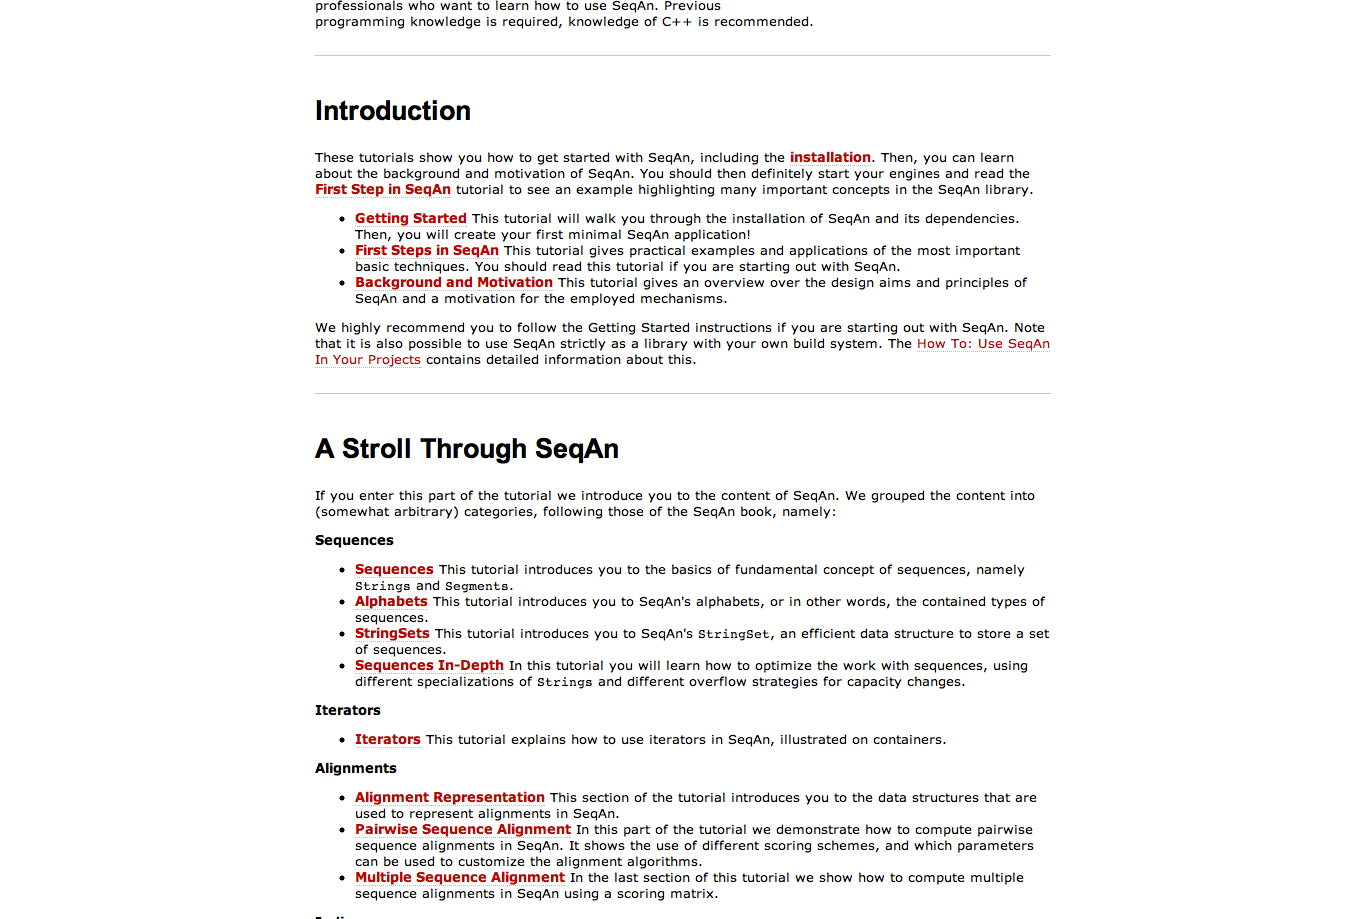 professionals who want to learn how to use SeqAn. Previous
programming knowledge is required, knowledge of C++ is recommended.
Introduction
These tutorials show you how to get started with SeqAn, including the installation. Then, you can learn
about the background and motivation of SeqAn. You should then definitely start your engines and read the
First Step in SeqAn tutorial to see an example highlighting many important concepts in the SeqAn library.
• Getting Started This tutorial will walk you through the installation of SeqAn and its dependencies.
Then, you will create your first minimal SeqAn application!
• First Steps in SeqAn This tutorial gives practical examples and applications of the most important
basic techniques. You should read this tutorial if you are starting out with SeqAn.
• Background and Motivation This tutorial gives an overview over the design aims and principles of
SeqAn and a motivation for the employed mechanisms.
We highly recommend you to follow the Getting Started instructions if you are starting out with SeqAn. Note
that it is also possible to use SeqAn strictly as a library with your own build system. The How To: Use SeqAn
In Your Projects contains detailed information about this.
A Stroll Through SeqAn
If you enter this part of the tutorial we introduce you to the content of SeqAn. We grouped the content into
(somewhat arbitrary) categories, following those of the SeqAn book, namely:
Sequences
• Sequences This tutorial introduces you to the basics of fundamental concept of sequences, namely
Strings and Segments.
• Alphabets This tutorial introduces you to SeqAn's alphabets, or in other words, the contained types of
sequences.
• StringSets This tutorial introduces you to SeqAn's StringSet, an efficient data structure to store a set
of sequences.
• Sequences In-Depth In this tutorial you will learn how to optimize the work with sequences, using
different specializations of Strings and different overflow strategies for capacity changes.
Iterators
• Iterators This tutorial explains how to use iterators in SeqAn, illustrated on containers.
Alignments
• Alignment Representation This section of the tutorial introduces you to the data structures that are
used to represent alignments in SeqAn.
• Pairwise Sequence Alignment In this part of the tutorial we demonstrate how to compute pairwise
sequence alignments in SeqAn. It shows the use of different scoring schemes, and which parameters
can be used to customize the alignment algorithms.
• Multiple Sequence Alignment In the last section of this tutorial we show how to compute multiple
sequence alignments in SeqAn using a scoring matrix.